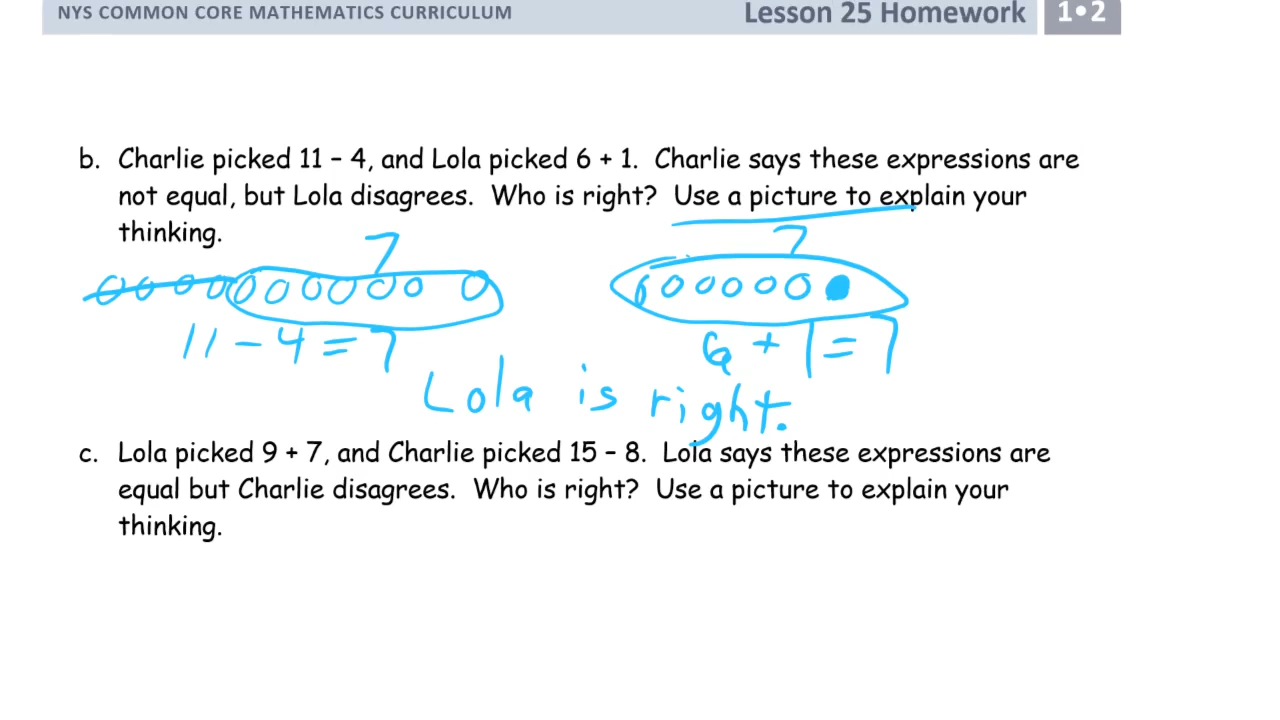 NYS COMMON CORE MATHEMATICS CURRICULUM Lesson 25 Homework 1•2
b. Charlie picked 11 – 4, and Lola picked 6 + 1. Charlie says these expressions are
not equal, but Lola disagrees. Who is right? Use a picture to explain your
thinking.
7 7
11 - 4 = 7 6 + 1 = 7
Lola is right.
c. Lola picked 9 + 7, and Charlie picked 15 – 8. Lola says these expressions are
equal but Charlie disagrees. Who is right? Use a picture to explain your
thinking.